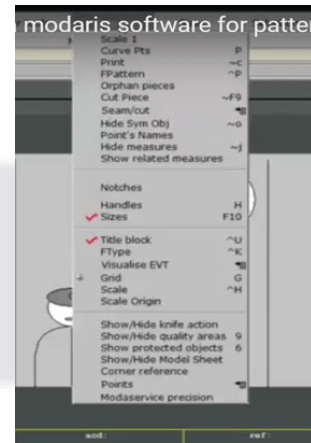 modaris software for patter
Scale 1
Curve Pts P
Print ~c
FPattern ^P
Orphan pieces
Cut Piece ~F9
Seam/cut
Hide Sym Obj ~o
Point's Names
Hide measures ~j
Show related measures
Notches
Handles H
Sizes F10
Title block ^U
FType ^K
Visualise EVT
Grid G
Scale ^H
Scale Origin
Show/Hide knife action
Show/Hide quality areas 9
Show protected objects 6
Show/Hide Model Sheet
Corner reference
Points
Modaservice precision
mod: ref: